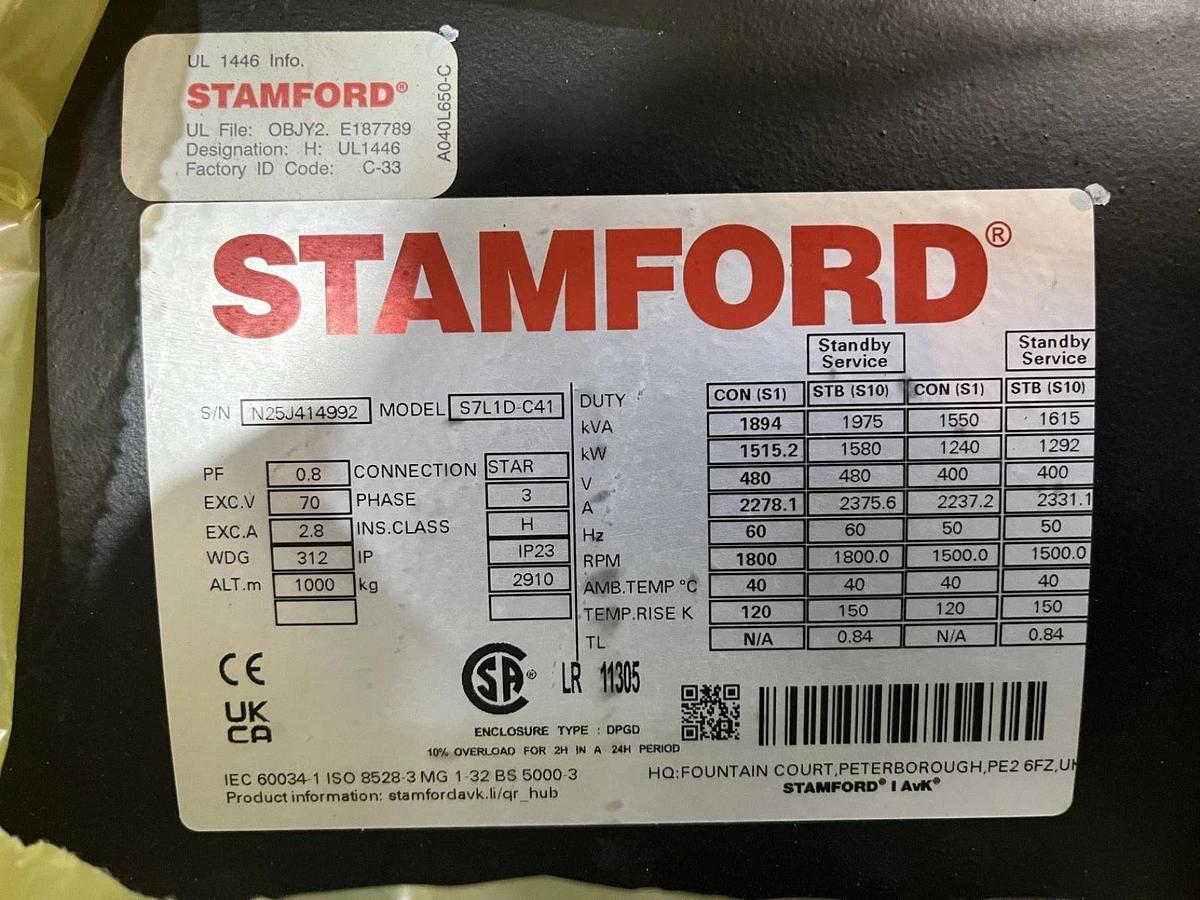 UL 1446 Info.
STAMFORD®
UL File: OBJY2. E187789
Designation: H: UL1446
Factory ID Code: C-33
A040L650-C
STAMFORD®
Standby Service Standby Service
S/N N25J414992 MODEL S7L1D-C41
PF 0.8 CONNECTION STAR
EXC.V 70 PHASE 3
EXC.A 2.8 INS.CLASS H
WDG 312 IP IP23
ALT.m 1000 kg 2910
DUTY CON (S1) STB (S10) CON (S1) STB (S10)
kVA 1894 1975 1550 1615
kW 1515.2 1580 1240 1292
V 480 480 400 400
A 2278.1 2375.6 2237.2 2331.1
Hz 60 60 50 50
RPM 1800 1800.0 1500.0 1500.0
AMB.TEMP °C 40 40 40 40
TEMP.RISE K 120 150 120 150
TL N/A 0.84 N/A 0.84
CE
UK
CA
SA® LR 11305
ENCLOSURE TYPE : DPGD
10% OVERLOAD FOR 2H IN A 24H PERIOD
IEC 60034-1 ISO 8528-3 MG 1-32 BS 5000-3
Product information: stamfordavk.li/qr_hub
HQ:FOUNTAIN COURT,PETERBOROUGH,PE2 6FZ,UK
STAMFORD® | AvK®